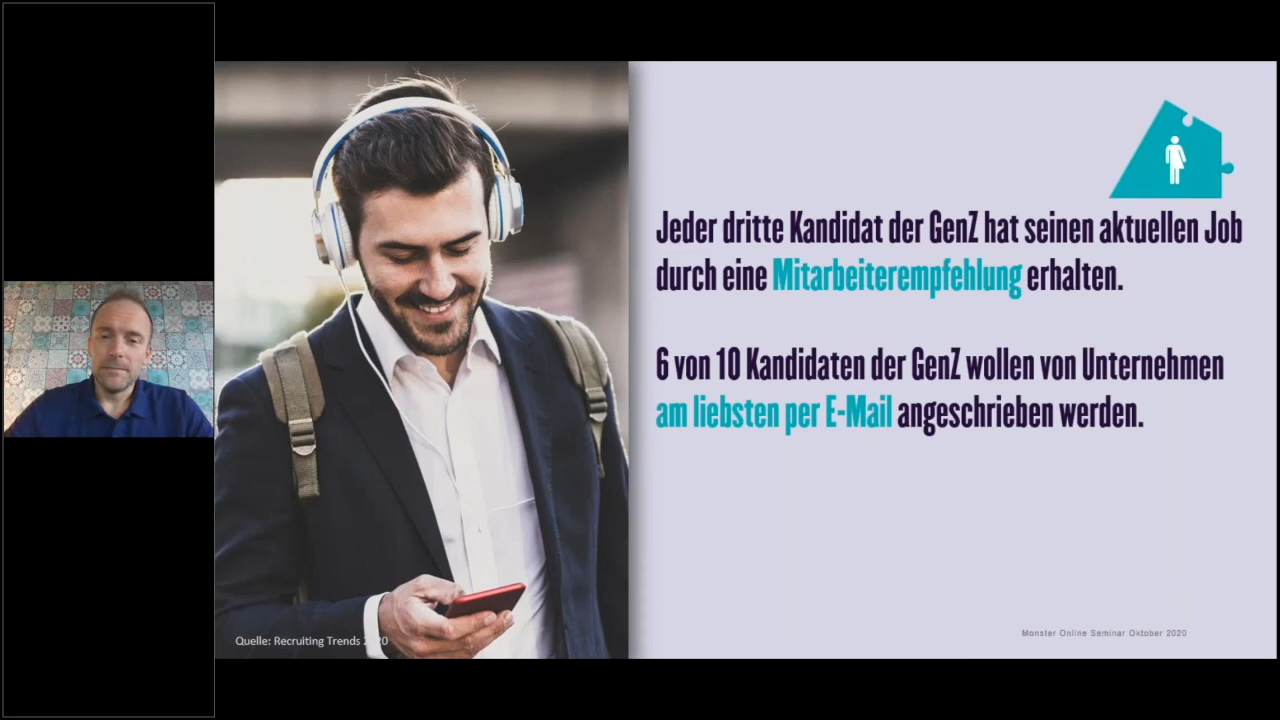 Jeder dritte Kandidat der GenZ hat seinen aktuellen Job
durch eine Mitarbeiterempfehlung erhalten.
6 von 10 Kandidaten der GenZ wollen von Unternehmen
am liebsten per E-Mail angeschrieben werden.
Quelle: Recruiting Trends 2020
Monster Online Seminar Oktober 2020